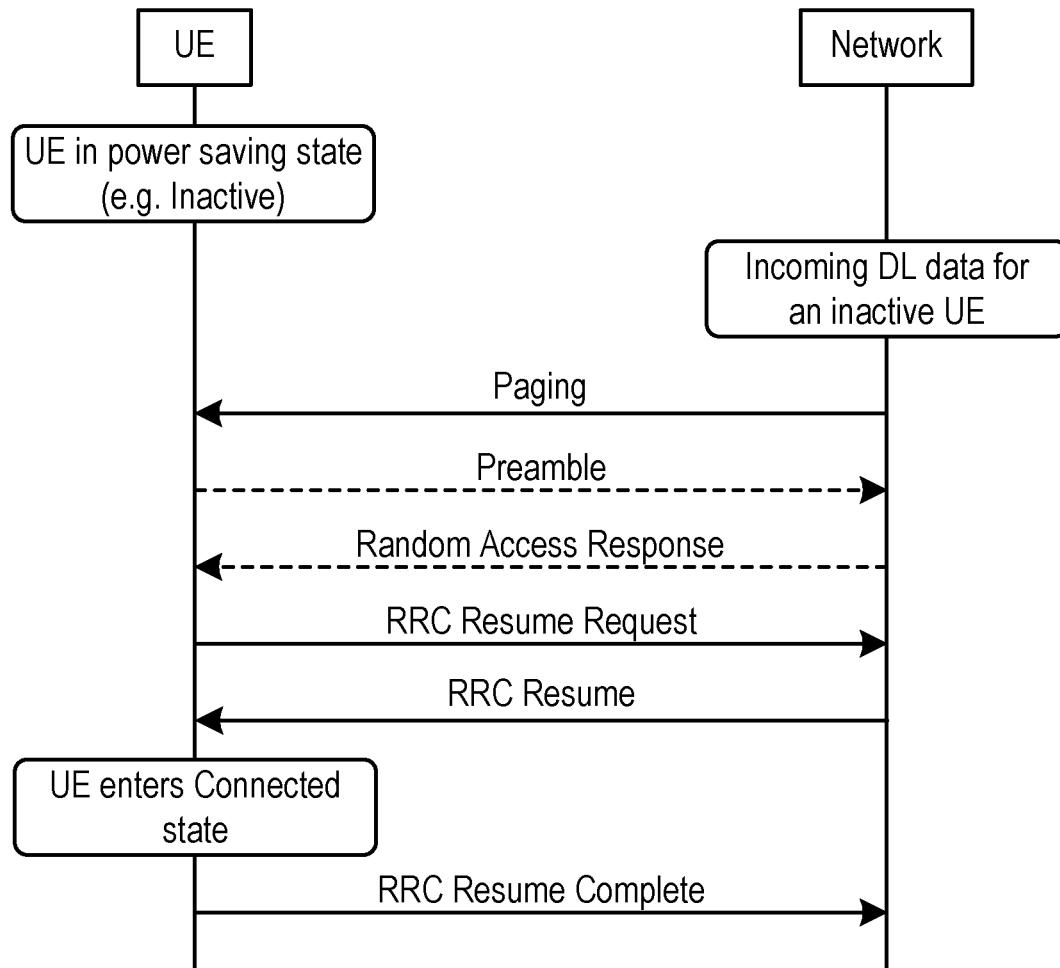 UE
Network
UE in power saving state
(e.g. Inactive)
Incoming DL data for
an inactive UE
Paging
Preamble
Random Access Response
RRC Resume Request
RRC Resume
UE enters Connected
state
RRC Resume Complete